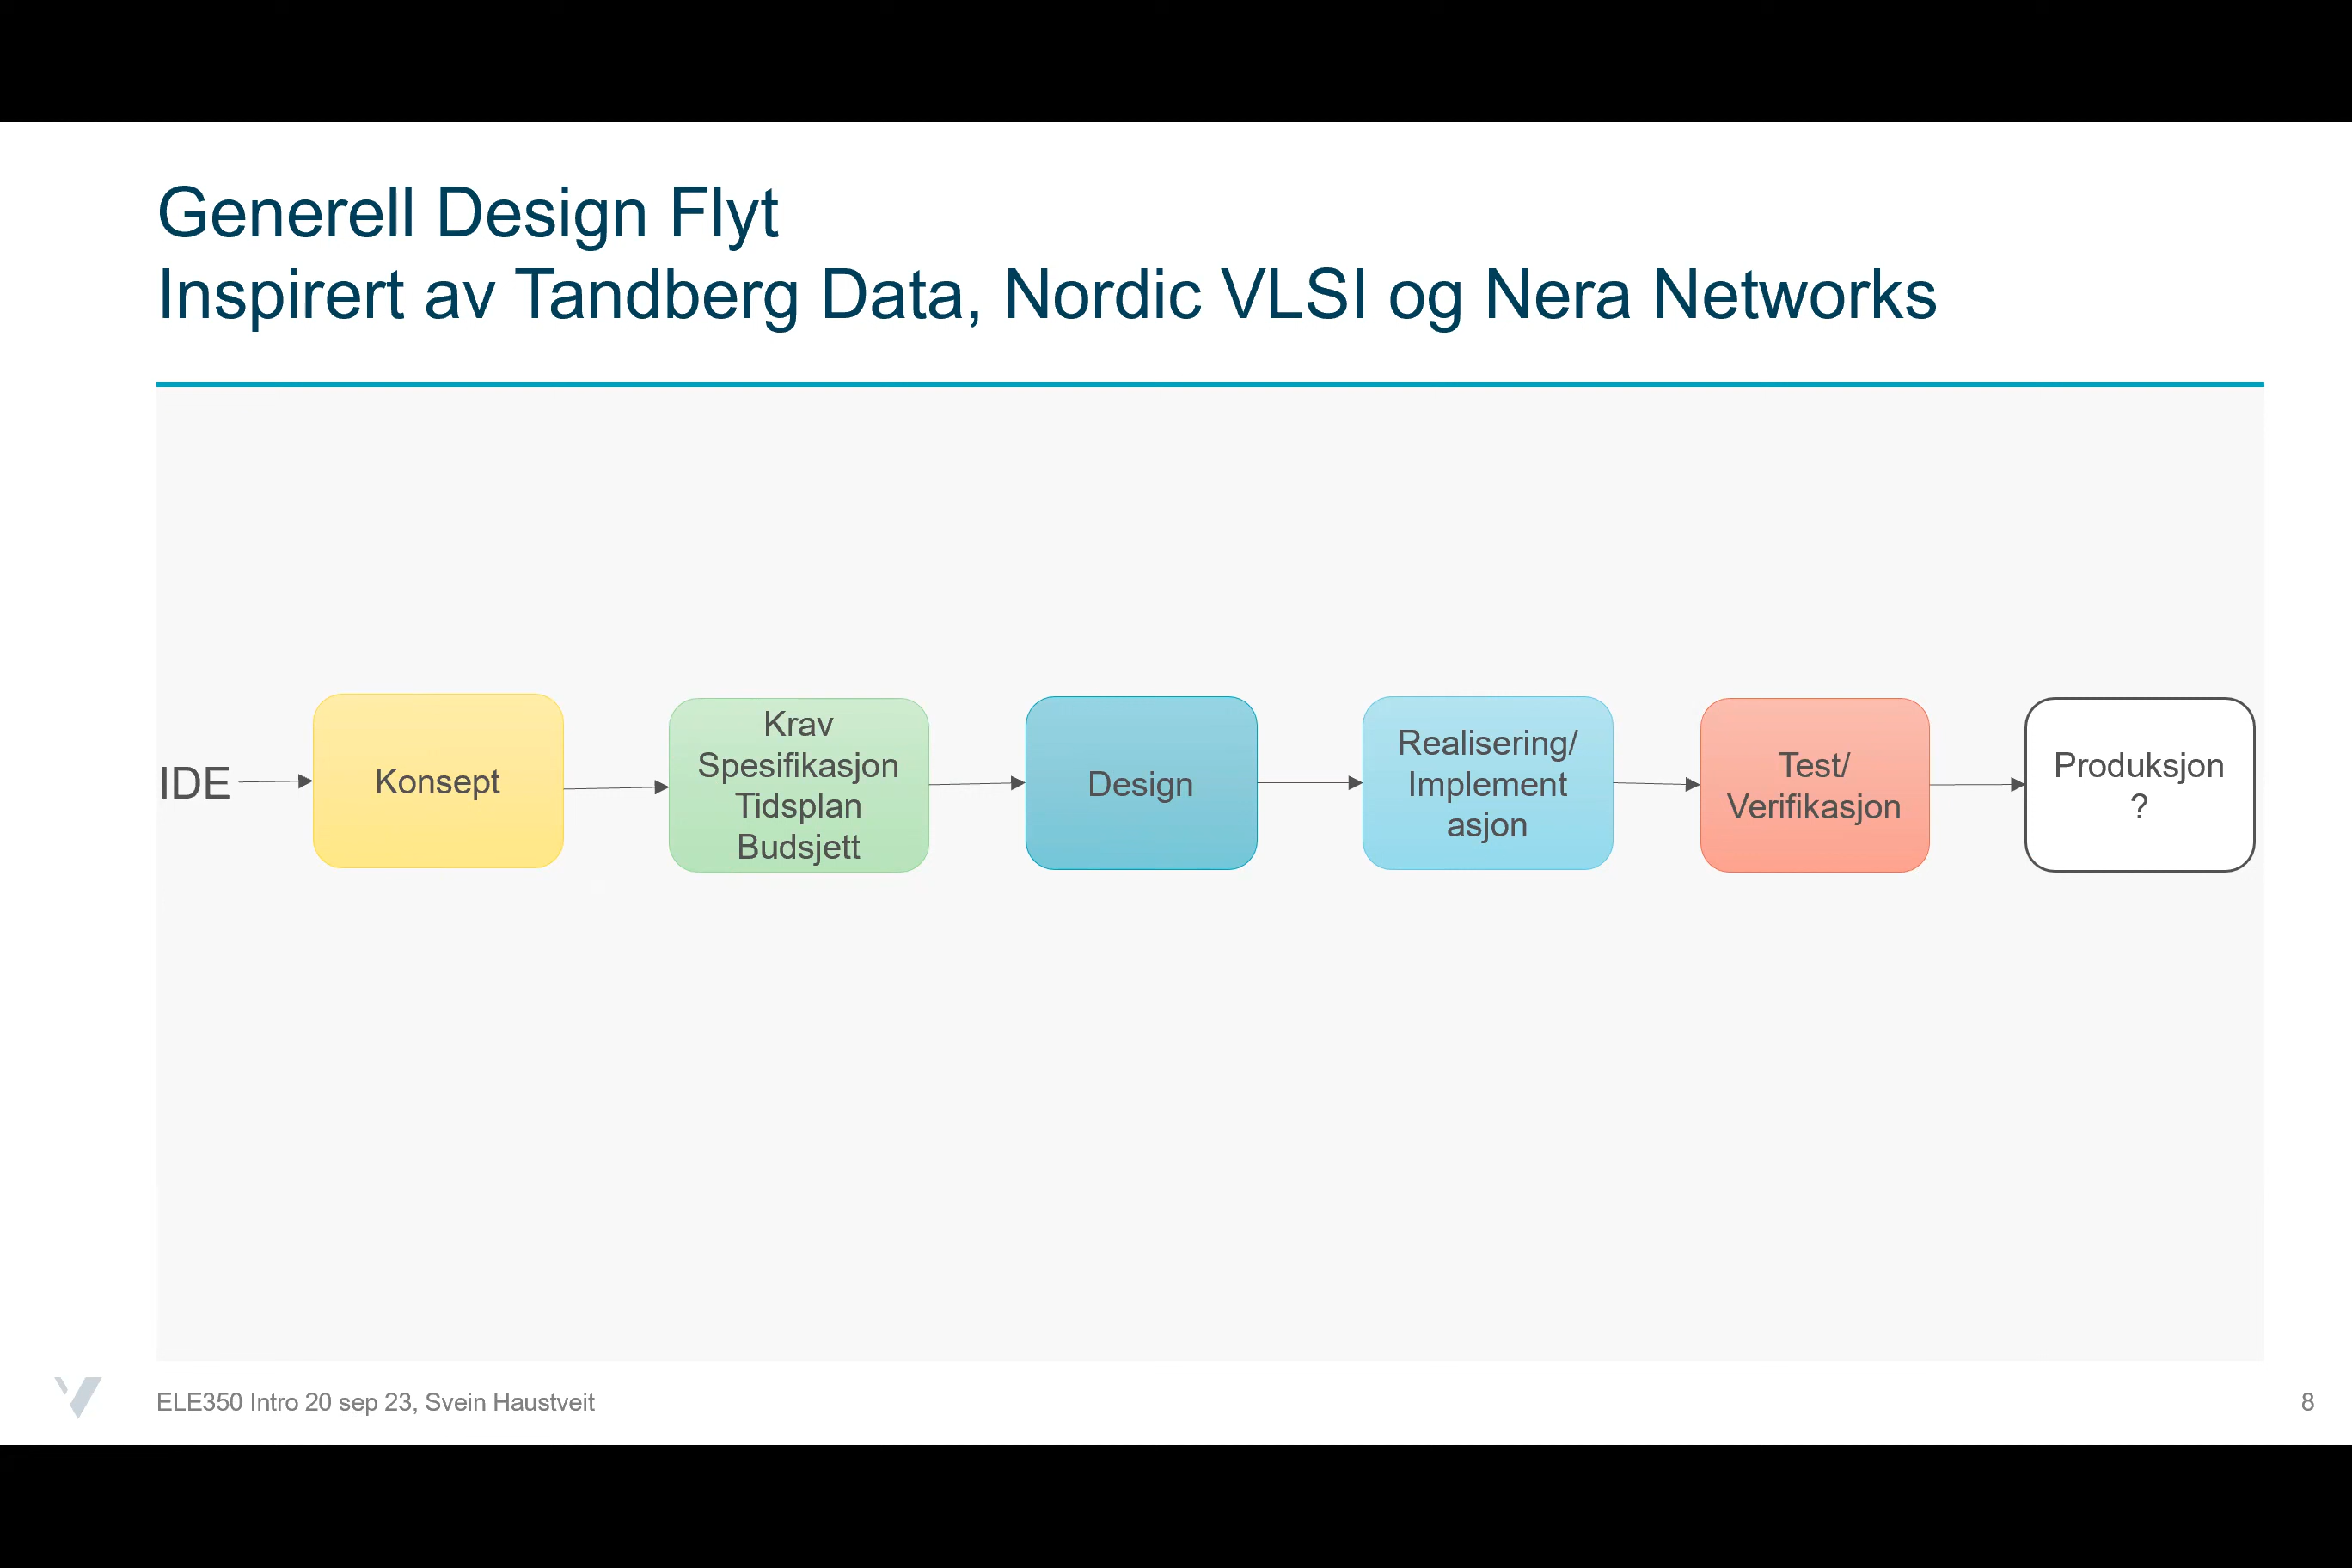 Generell Design Flyt
Inspirert av Tandberg Data, Nordic VLSI og Nera Networks
IDE
Konsept
Krav
Spesifikasjon
Tidsplan
Budsjett
Design
Realisering/
Implement
asjon
Test/
Verifikasjon
Produksjon
?
ELE350 Intro 20 sep 23, Svein Haustveit
8